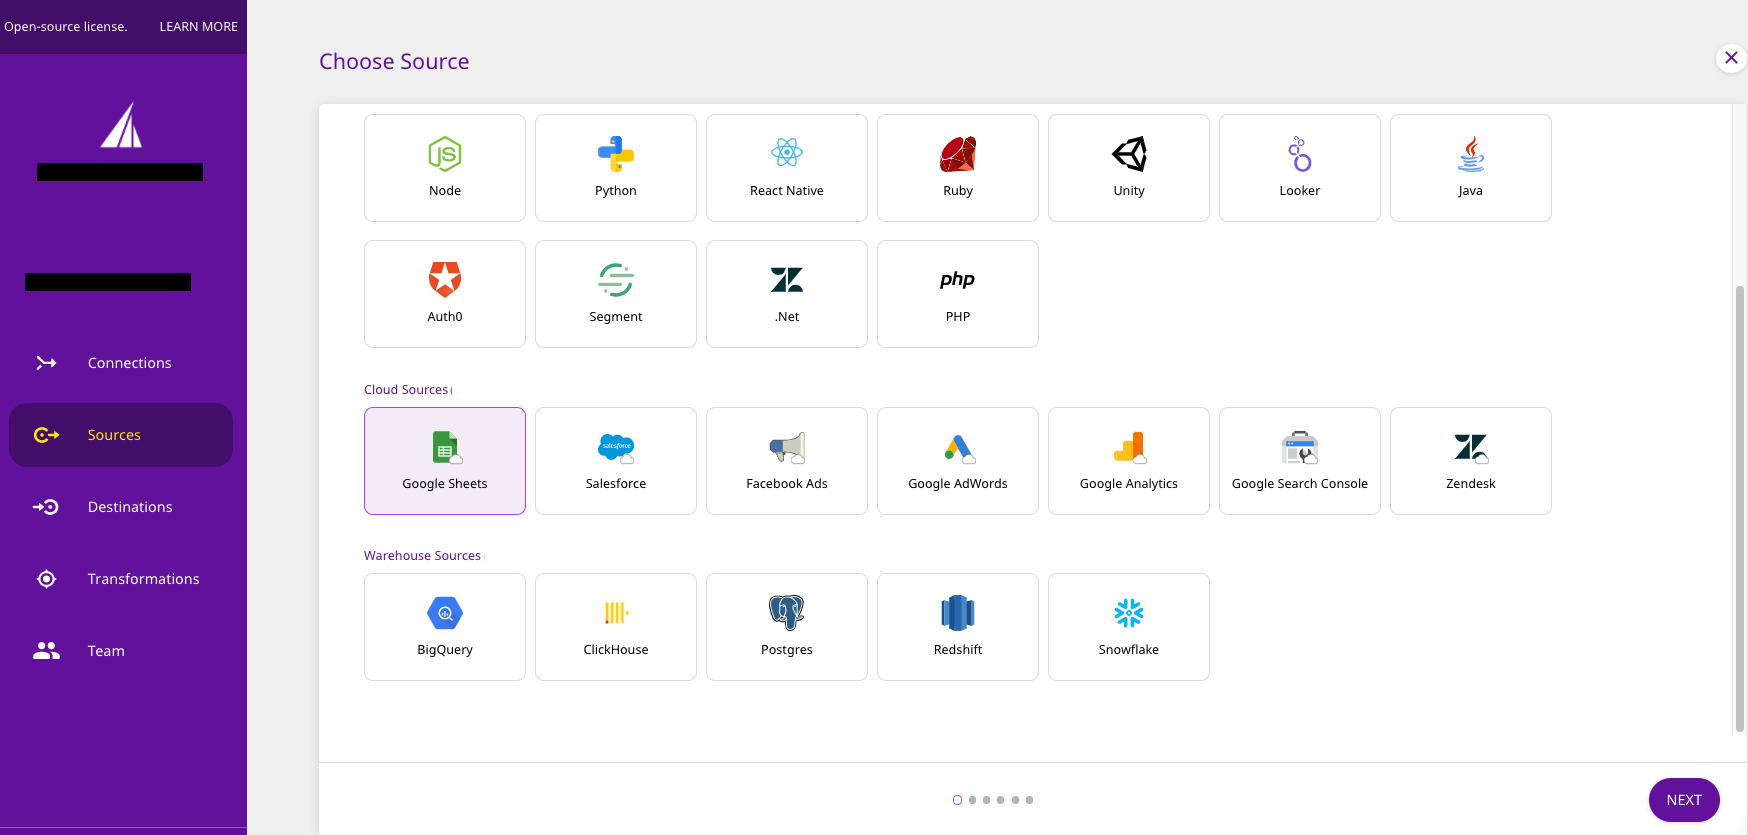 Open-source license. LEARN MORE
Choose Source
Connections
Sources
Destinations
Transformations
Team
Node Python React Native Ruby Unity Looker Java
Auth0 Segment .Net php PHP
Cloud Sources
Google Sheets salesforce Salesforce Facebook Ads Google AdWords Google Analytics Google Search Console Zendesk
Warehouse Sources
BigQuery ClickHouse Postgres Redshift Snowflake
NEXT